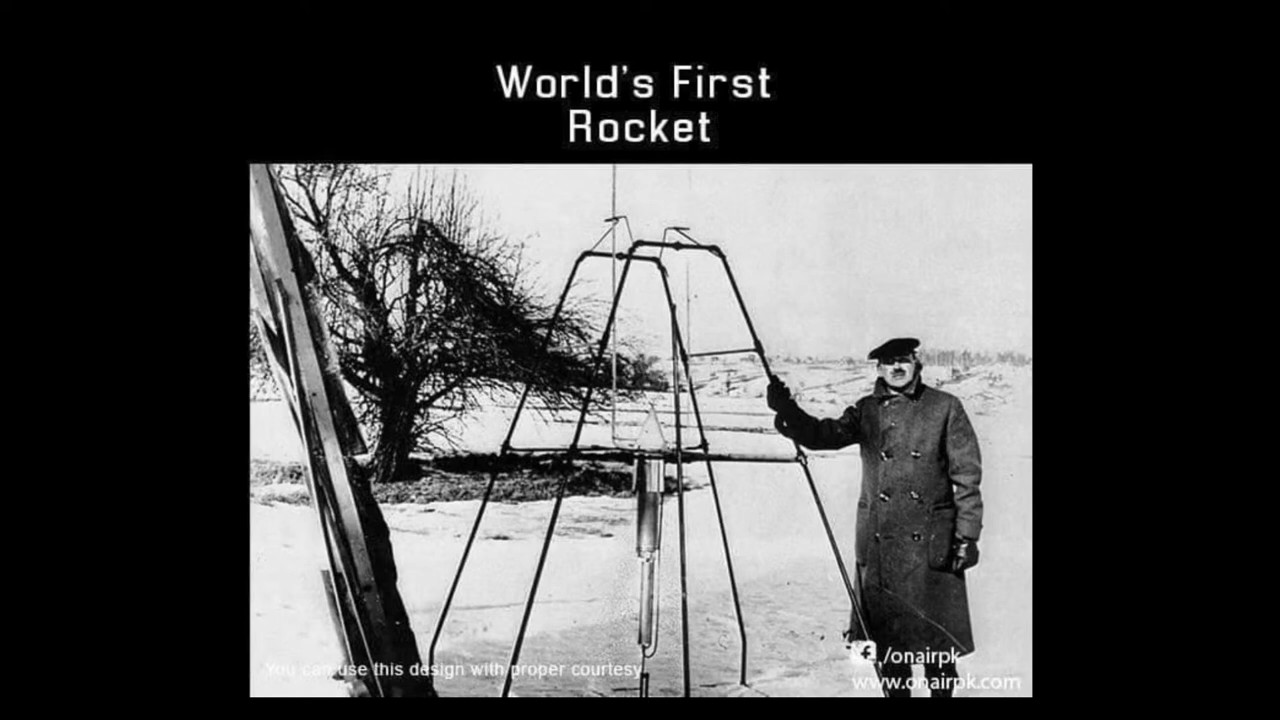 World's First
Rocket
You can use this design with proper courtesy
/onairpk
www.onairpk.com